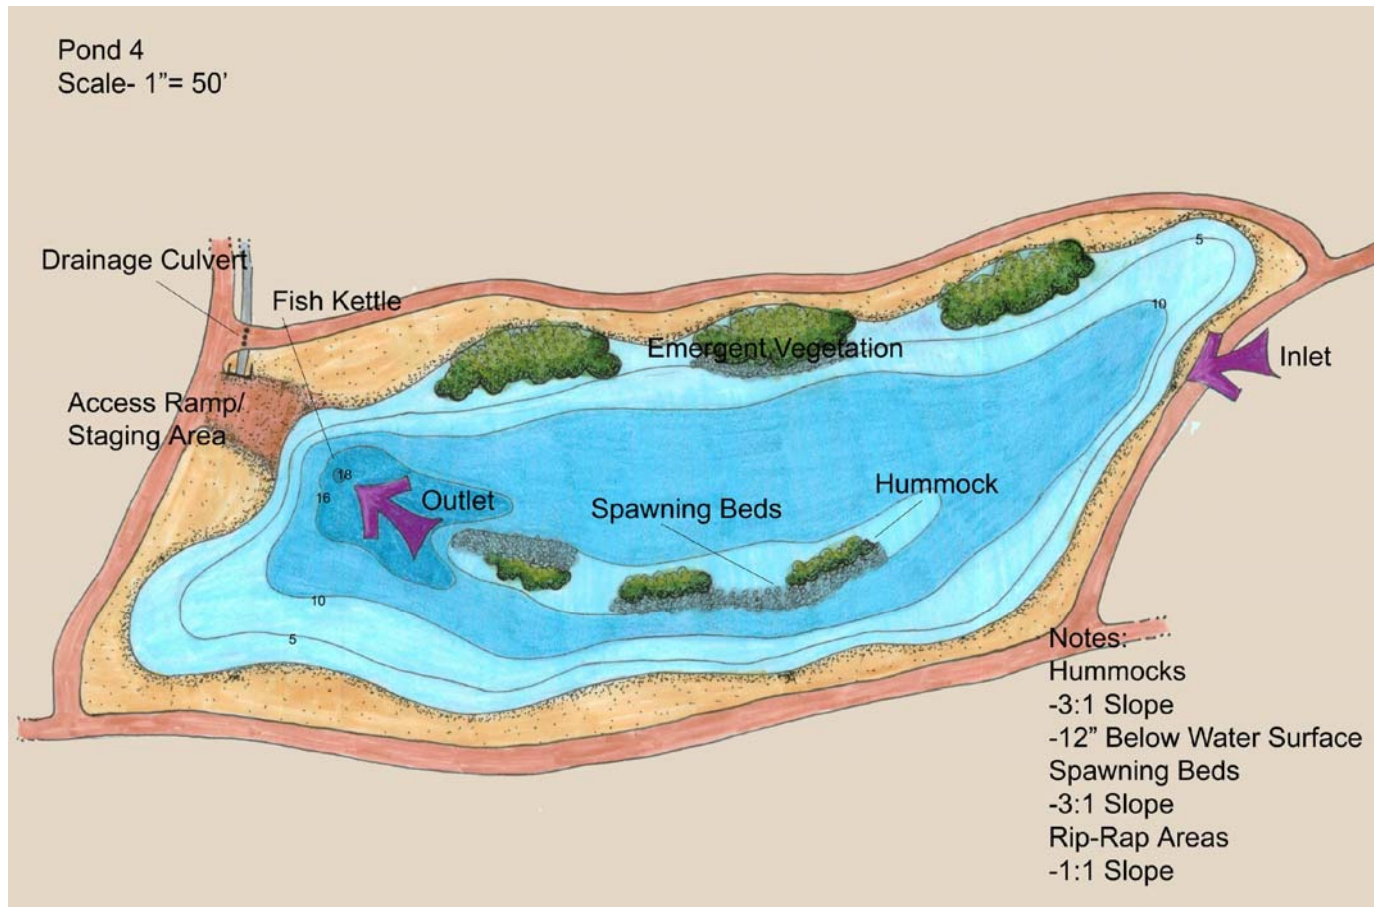 Pond 4
Scale- 1”= 50’
Drainage Culvert
Fish Kettle
5
10
Emergent Vegetation
Inlet
Access Ramp/
Staging Area
18
16
Outlet
Spawning Beds
Hummock
10
5
Notes:
Hummocks
-3:1 Slope
-12” Below Water Surface
Spawning Beds
-3:1 Slope
Rip-Rap Areas
-1:1 Slope